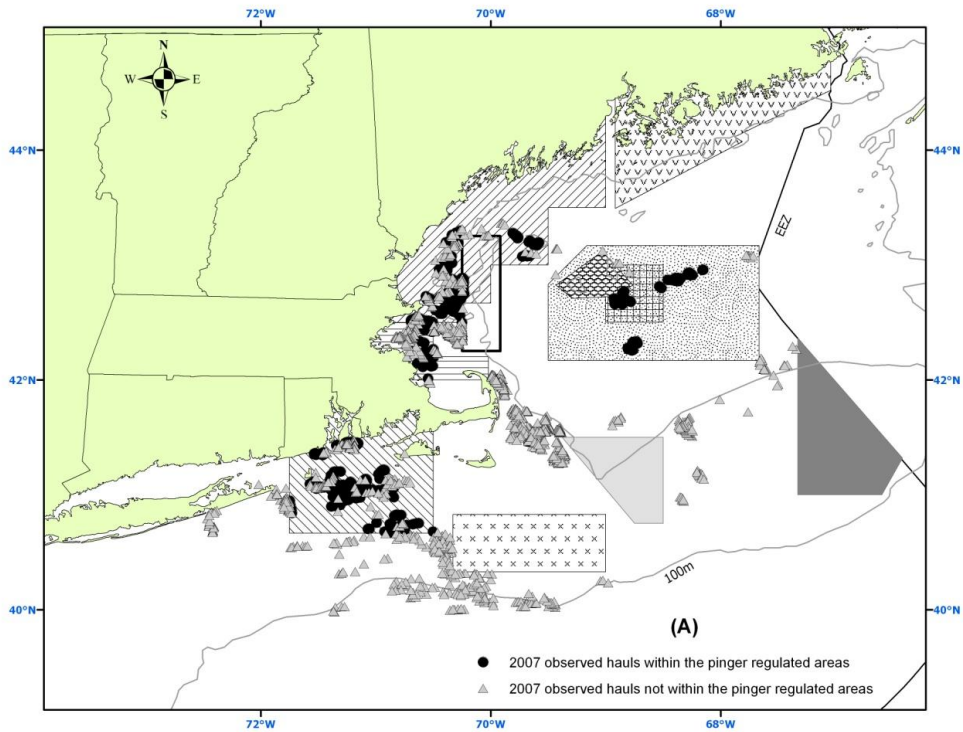 72°W 70°W 68°W
N
W E
S
44°N 44°N
EEZ
42°N 42°N
100m
40°N 40°N
(A)
2007 observed hauls within the pinger regulated areas
2007 observed hauls not within the pinger regulated areas
72°W 70°W 68°W